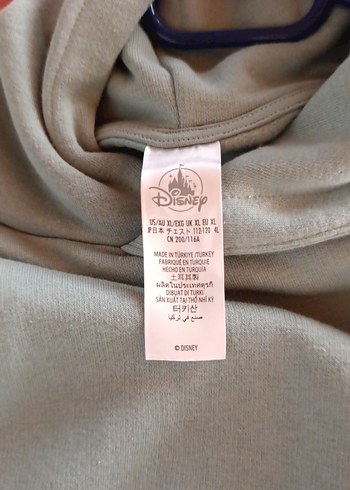 Disney
US/AU XL/EXG UK XL EU XL
日本 チェスト 112-120 4L
CN 200/116A
MADE IN TÜRKIYE/TURKEY
FABRIQUÉ EN TURQUIE
HECHO EN TURQUIA
土耳其製
ผลิตในประเทศตุรกี
DIBUAT DI TURKI
SẢN XUẤT TẠI THỔ NHĨ KỲ
터키산
صنع في تركيا
© DISNEY